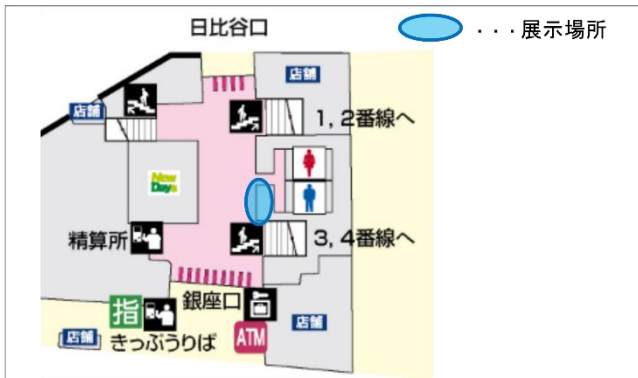 日比谷口
・・・展示場所
店舗
店舗
1，2番線へ
New
Days
精算所
3，4番線へ
銀座口
指
きっぷうりば
店舗
ATM
店舗